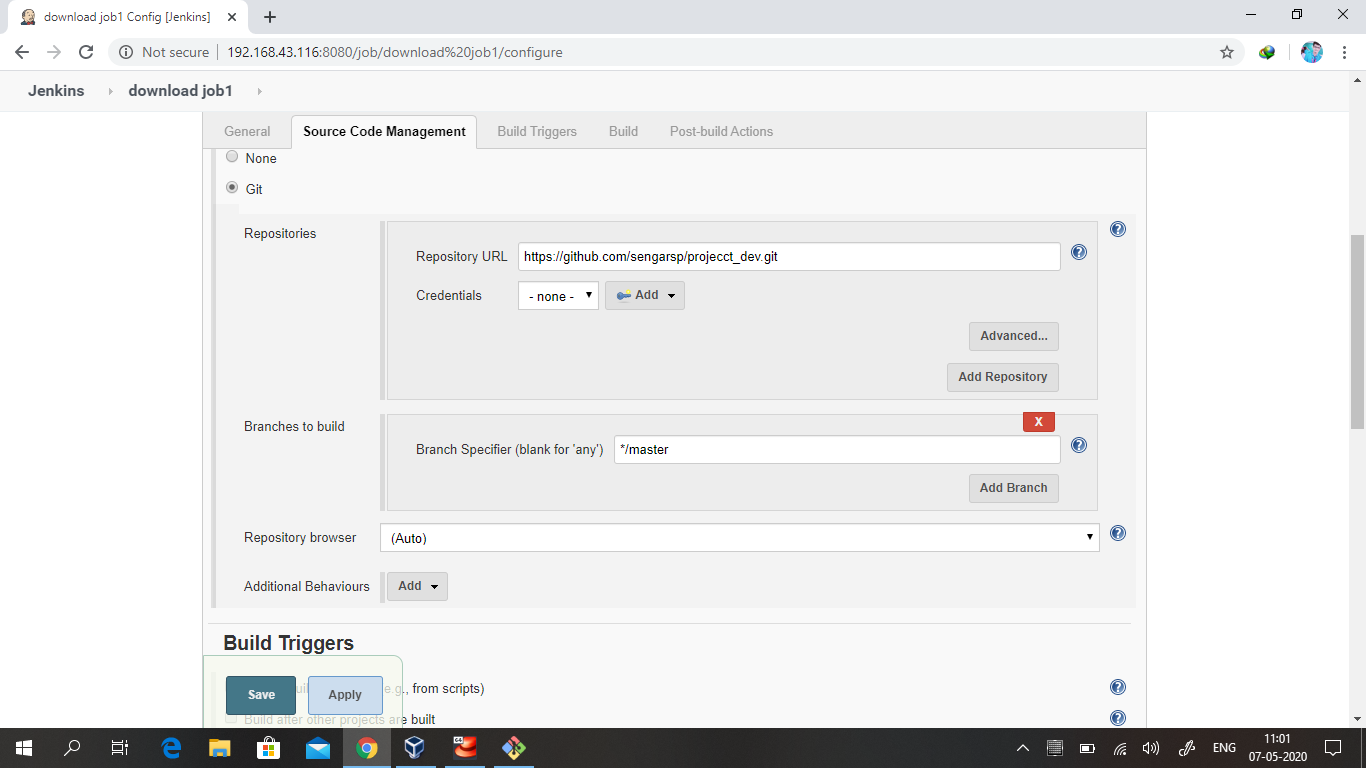 download job1 Config [Jenkins]
Not secure 192.168.43.116:8080/job/download%20job1/configure
Jenkins download job1
General Source Code Management Build Triggers Build Post-build Actions
None
Git
Repositories
Repository URL https://github.com/sengarsp/projecct_dev.git
Credentials - none - Add
Advanced...
Add Repository
Branches to build X
Branch Specifier (blank for 'any') */master
Add Branch
Repository browser (Auto)
Additional Behaviours Add
Build Triggers
e.g., from scripts)
Save Apply
Build after other projects are built
ENG 11:01
07-05-2020